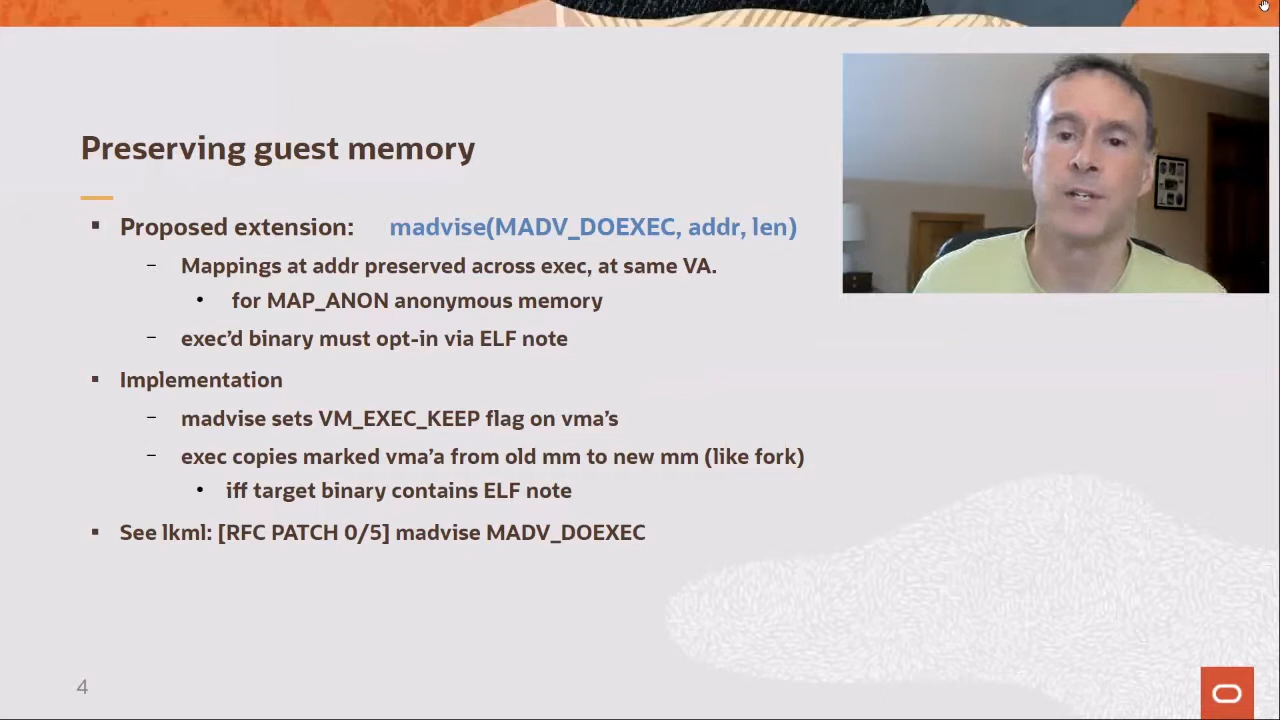 Preserving guest memory
Proposed extension: madvise(MADV_DOEXEC, addr, len)
Mappings at addr preserved across exec, at same VA.
for MAP_ANON anonymous memory
exec’d binary must opt-in via ELF note
Implementation
madvise sets VM_EXEC_KEEP flag on vma’s
exec copies marked vma’a from old mm to new mm (like fork)
iff target binary contains ELF note
See lkml: [RFC PATCH 0/5] madvise MADV_DOEXEC
4